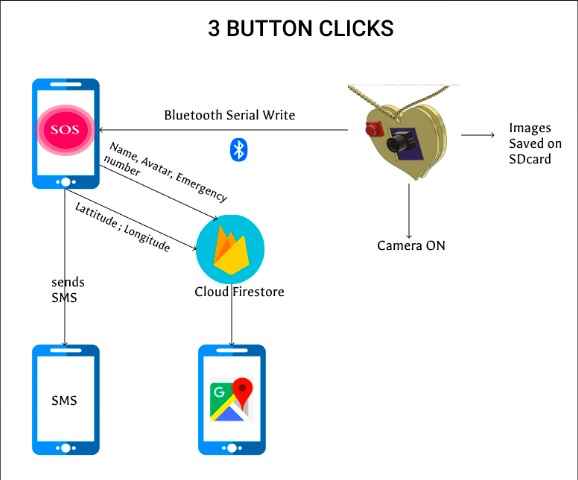 3 BUTTON CLICKS
SOS
Bluetooth Serial Write
Images
Saved on
SDcard
Name, Avatar, Emergency
number
Lattitude ; Longitude
Camera ON
Cloud Firestore
sends
SMS
SMS
G